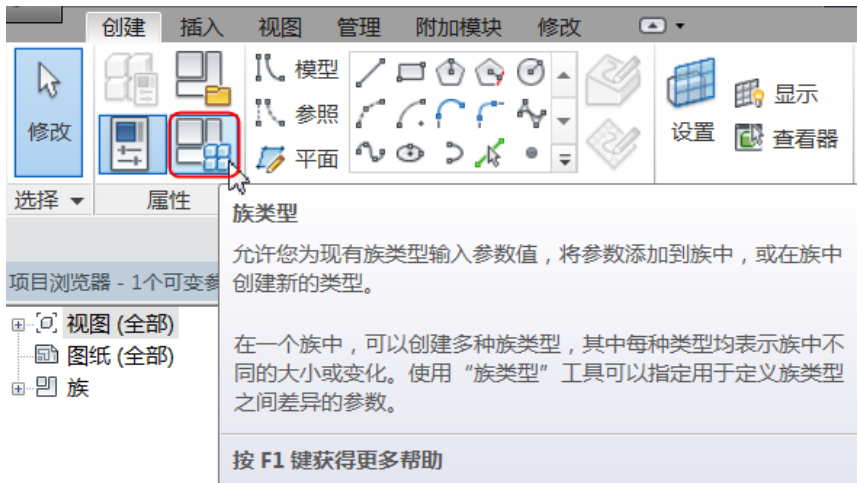 创建 插入 视图 管理 附加模块 修改
模型
参照
平面
修改
设置
显示
查看器
选择 属性
族类型
允许您为现有族类型输入参数值，将参数添加到族中，或在族中
创建新的类型。
在一个族中，可以创建多种族类型，其中每种类型均表示族中不
同的大小或变化。使用“族类型”工具可以指定用于定义族类型
之间差异的参数。
按 F1 键获得更多帮助
项目浏览器 - 1个可变参
视图 (全部)
图纸 (全部)
族